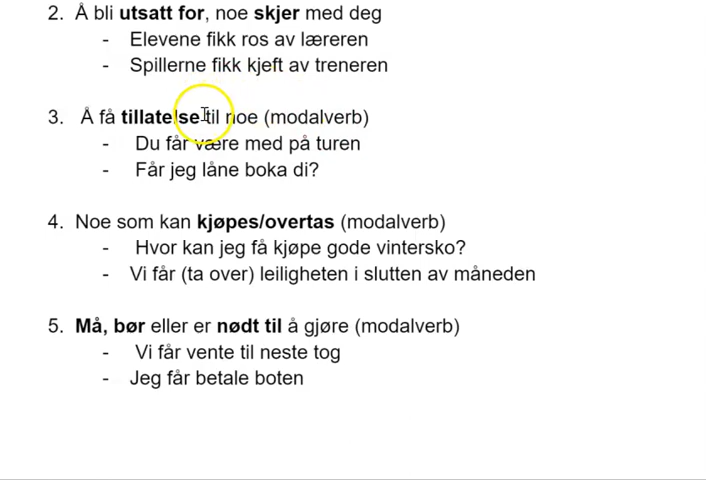 2. Å bli utsatt for, noe skjer med deg
- Elevene fikk ros av læreren
- Spillerne fikk kjeft av treneren
3. Å få tillatelse til noe (modalverb)
- Du får være med på turen
- Får jeg låne boka di?
4. Noe som kan kjøpes/overtas (modalverb)
- Hvor kan jeg få kjøpe gode vintersko?
- Vi får (ta over) leiligheten i slutten av måneden
5. Må, bør eller er nødt til å gjøre (modalverb)
- Vi får vente til neste tog
- Jeg får betale boten